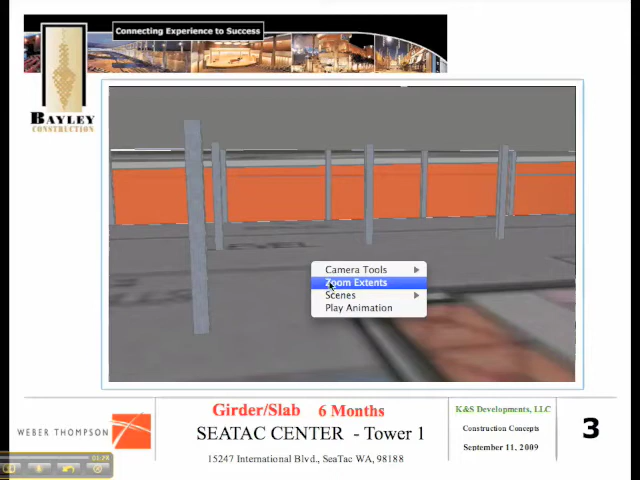 Connecting Experience to Success
BAYLEY
CONSTRUCTION
Camera Tools
Zoom Extents
Scenes
Play Animation
Girder/Slab 6 Months
SEATAC CENTER - Tower 1
15247 International Blvd., SeaTac WA, 98188
WEBER THOMPSON
K&S Developments, LLC
Construction Concepts
September 11, 2009
3